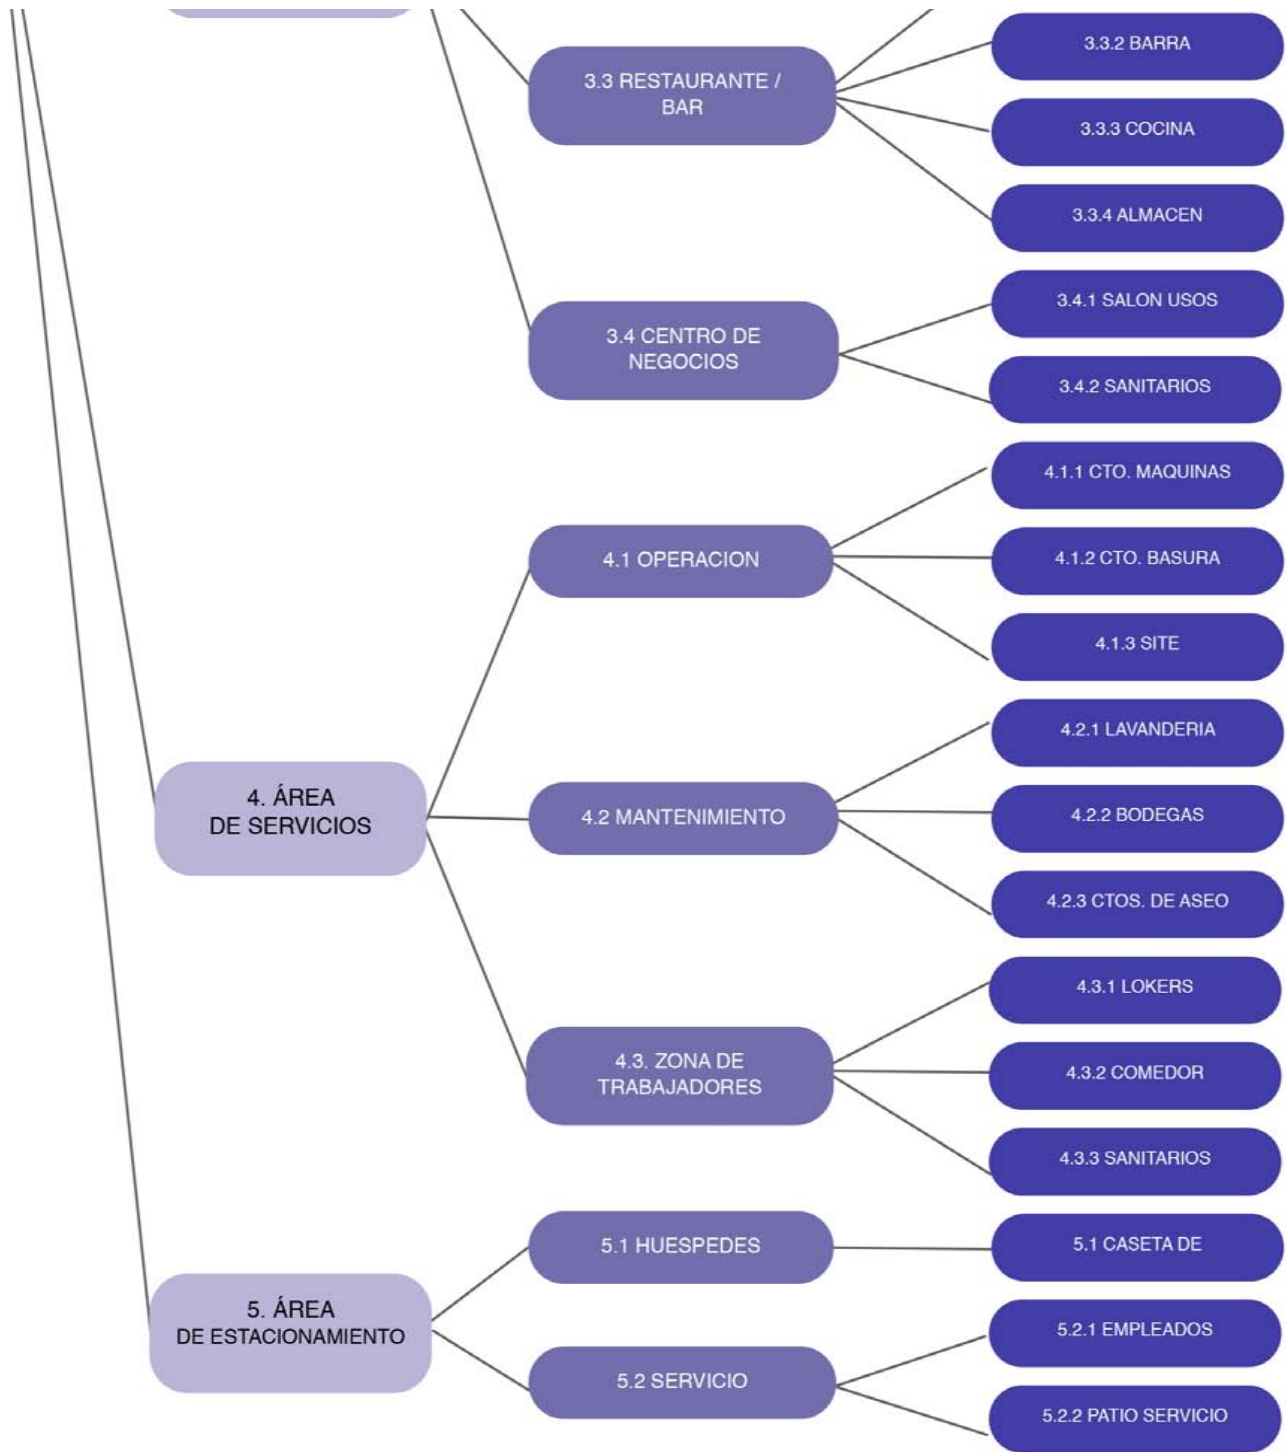 3.3.2 BARRA
3.3 RESTAURANTE /
BAR
3.3.3 COCINA
3.3.4 ALMACEN
3.4.1 SALON USOS
3.4 CENTRO DE
NEGOCIOS
3.4.2 SANITARIOS
4.1.1 CTO. MAQUINAS
4.1 OPERACION
4.1.2 CTO. BASURA
4.1.3 SITE
4.2.1 LAVANDERIA
4. ÁREA
DE SERVICIOS
4.2 MANTENIMIENTO
4.2.2 BODEGAS
4.2.3 CTOS. DE ASEO
4.3.1 LOKERS
4.3. ZONA DE
TRABAJADORES
4.3.2 COMEDOR
4.3.3 SANITARIOS
5.1 HUESPEDES
5.1 CASETA DE
5. ÁREA
DE ESTACIONAMIENTO
5.2.1 EMPLEADOS
5.2 SERVICIO
5.2.2 PATIO SERVICIO